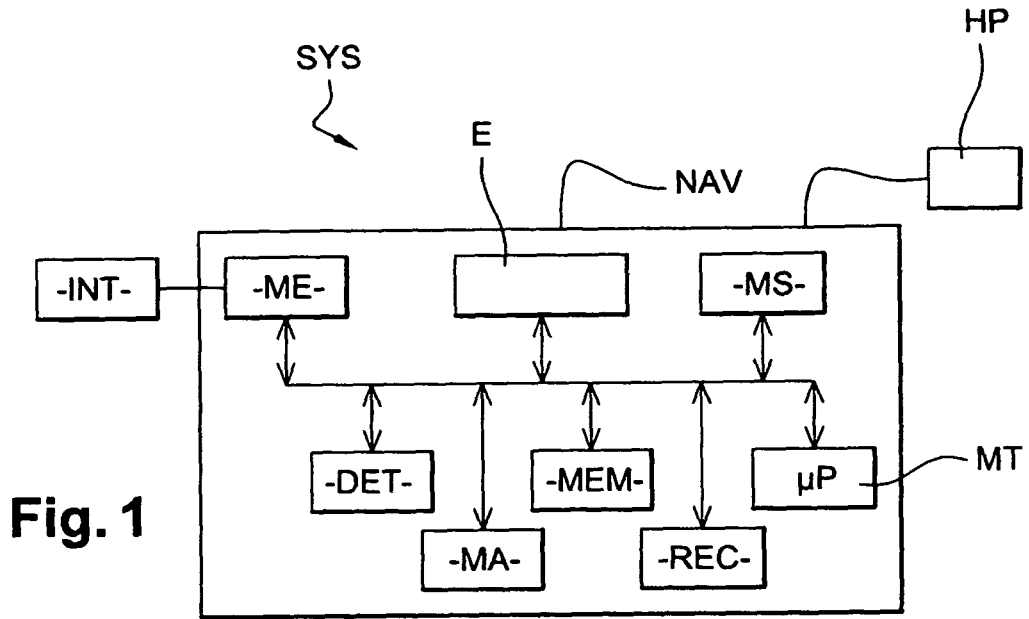 HP
SYS
E
NAV
-INT-
-ME-
-MS-
-DET-
-MEM-
µP
MT
Fig. 1
-MA-
-REC-